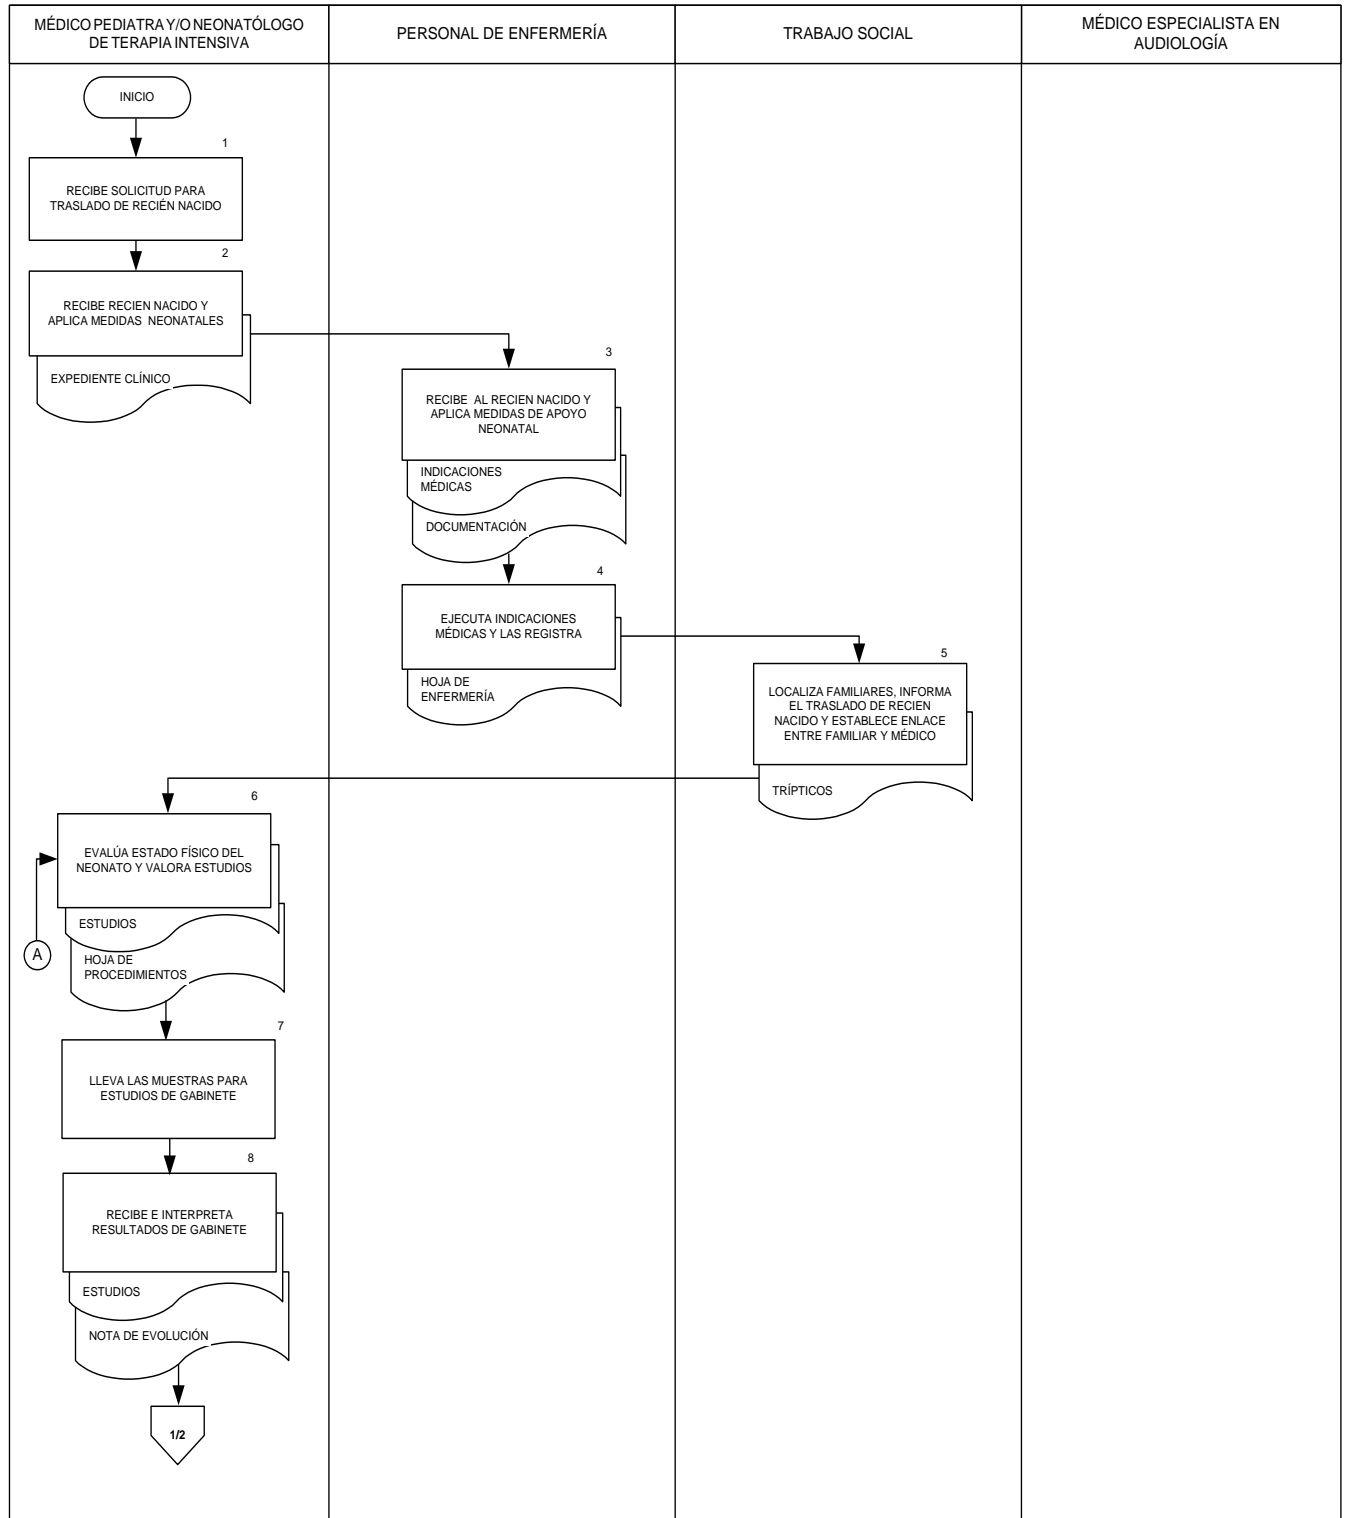 MÉDICO PEDIATRA Y/O NEONATÓLOGO
DE TERAPIA INTENSIVA
PERSONAL DE ENFERMERÍA
TRABAJO SOCIAL
MÉDICO ESPECIALISTA EN
AUDIOLOGÍA
INICIO
1
RECIBE SOLICITUD PARA
TRASLADO DE RECIÉN NACIDO
2
RECIBE RECIEN NACIDO Y
APLICA MEDIDAS NEONATALES
EXPEDIENTE CLÍNICO
3
RECIBE AL RECIEN NACIDO Y
APLICA MEDIDAS DE APOYO
NEONATAL
INDICACIONES
MÉDICAS
DOCUMENTACIÓN
4
EJECUTA INDICACIONES
MÉDICAS Y LAS REGISTRA
HOJA DE
ENFERMERÍA
5
LOCALIZA FAMILIARES, INFORMA
EL TRASLADO DE RECIEN
NACIDO Y ESTABLECE ENLACE
ENTRE FAMILIAR Y MÉDICO
TRÍPTICOS
6
EVALÚA ESTADO FÍSICO DEL
NEONATO Y VALORA ESTUDIOS
ESTUDIOS
HOJA DE
PROCEDIMIENTOS
A
7
LLEVA LAS MUESTRAS PARA
ESTUDIOS DE GABINETE
8
RECIBE E INTERPRETA
RESULTADOS DE GABINETE
ESTUDIOS
NOTA DE EVOLUCIÓN
1/2